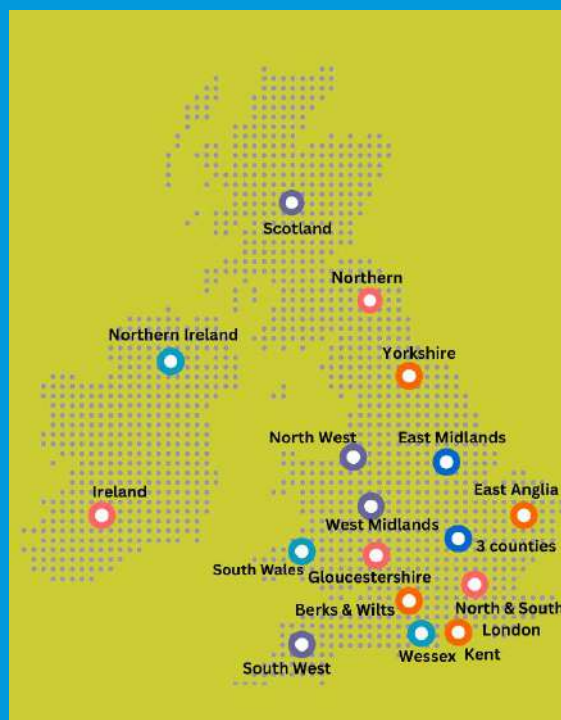 Scotland
Northern
Northern Ireland
Yorkshire
North West
East Midlands
East Anglia
Ireland
West Midlands
3 counties
South Wales
Gloucestershire
Berks & Wilts
North & South
London
Wessex
Kent
South West